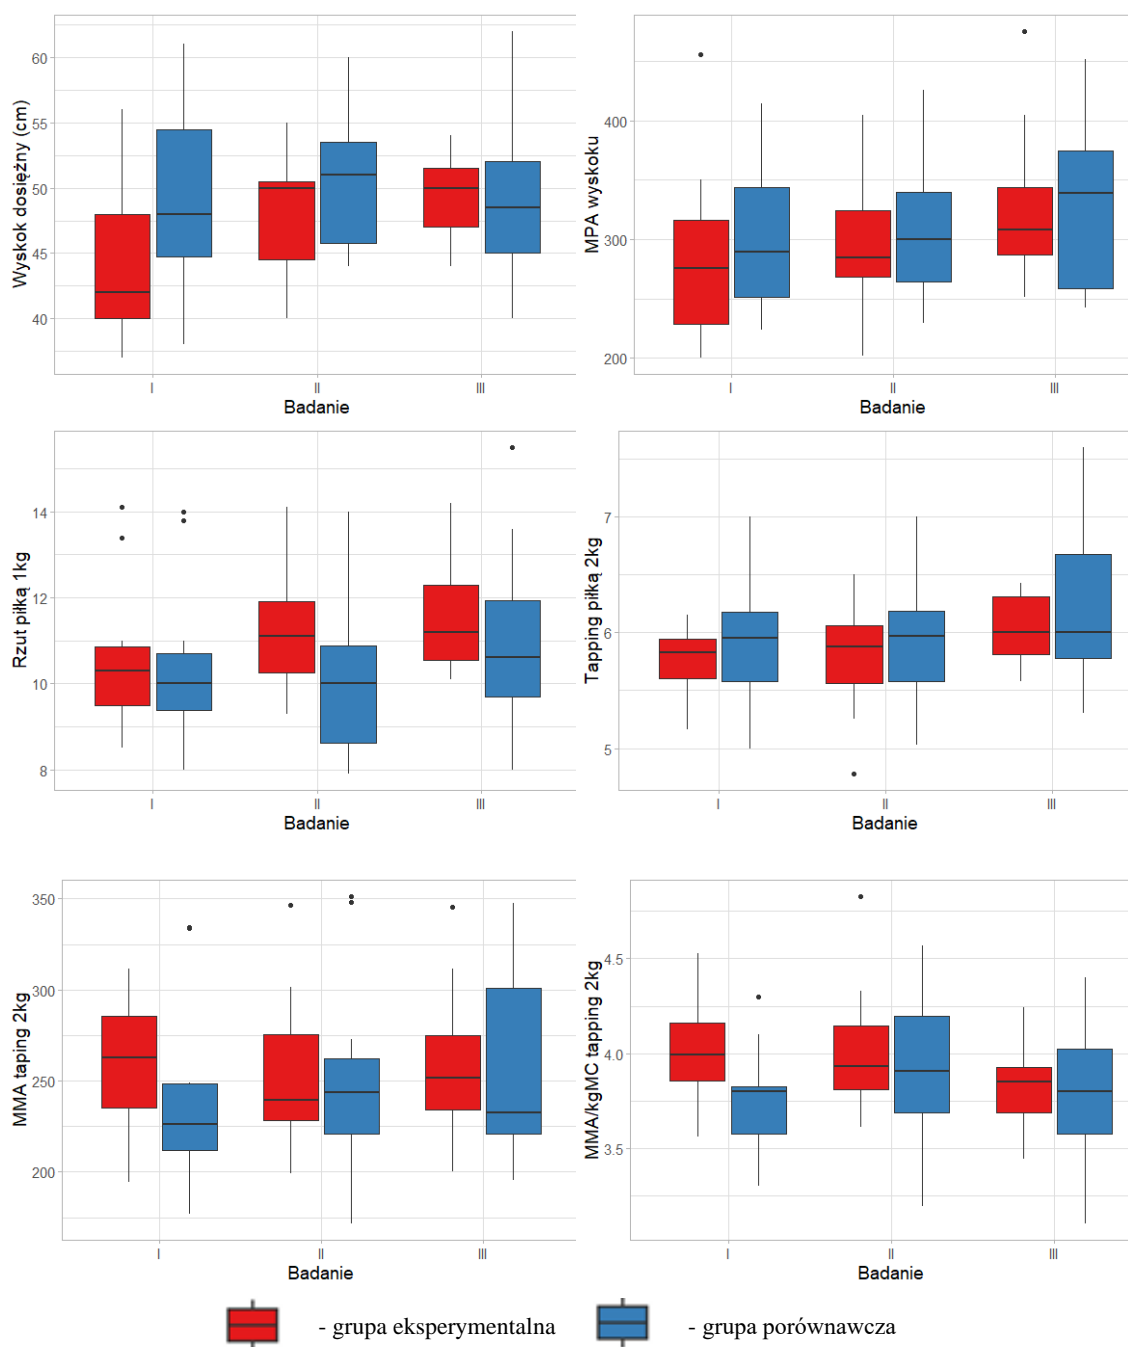 Wyskok dosiężny (cm)
60
55
50
45
40
I II III
Badanie
MPA wyskoku
400
300
200
I II III
Badanie
Rzut piłką 1kg
14
12
10
8
I II III
Badanie
Tapping piłką 2kg
7
6
5
I II III
Badanie
MMA taping 2kg
350
300
250
200
I II III
Badanie
MMA/kgMC tapping 2kg
4.5
4.0
3.5
I II III
Badanie
- grupa eksperymentalna - grupa porównawcza